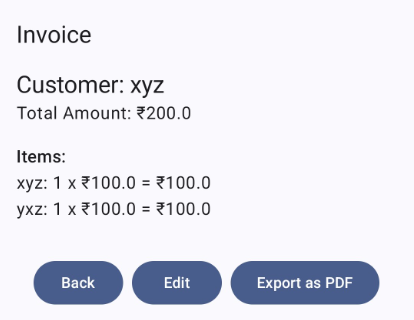 Invoice
Customer: xyz
Total Amount: ₹200.0
Items:
xyz: 1 x ₹100.0 = ₹100.0
yxz: 1 x ₹100.0 = ₹100.0
Back Edit Export as PDF